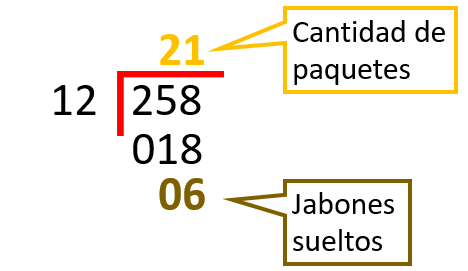 21
Cantidad de
paquetes
12 258
018
06
Jabones
sueltos